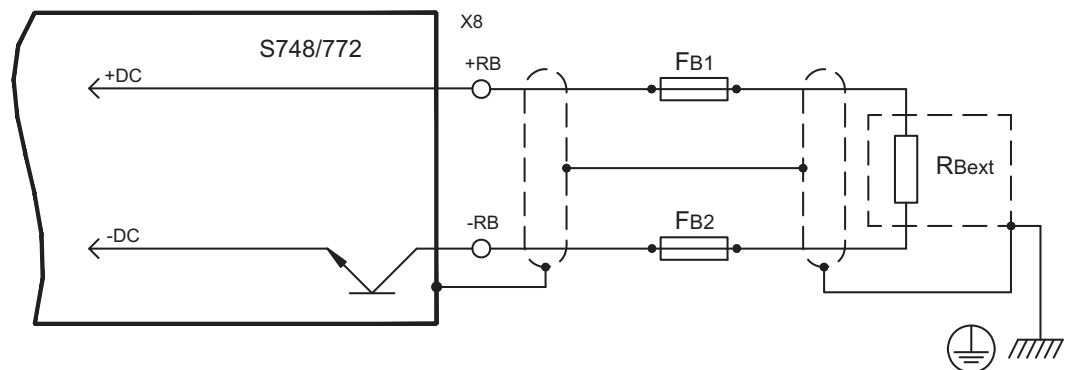 X8
S748/772
+DC
+RB
FB1
RBext
-DC
-RB
FB2